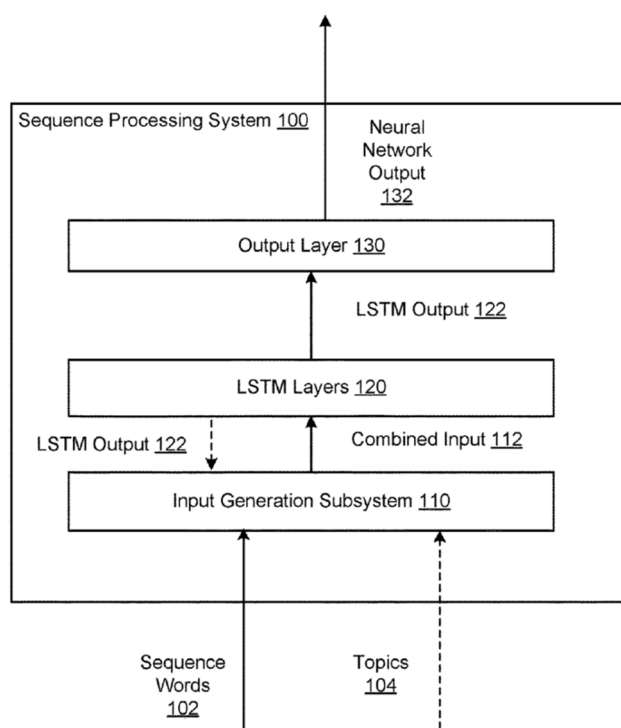 Sequence Processing System 100
Neural
Network
Output
132
Output Layer 130
LSTM Output 122
LSTM Layers 120
LSTM Output 122
Combined Input 112
Input Generation Subsystem 110
Sequence
Words
102
Topics
104